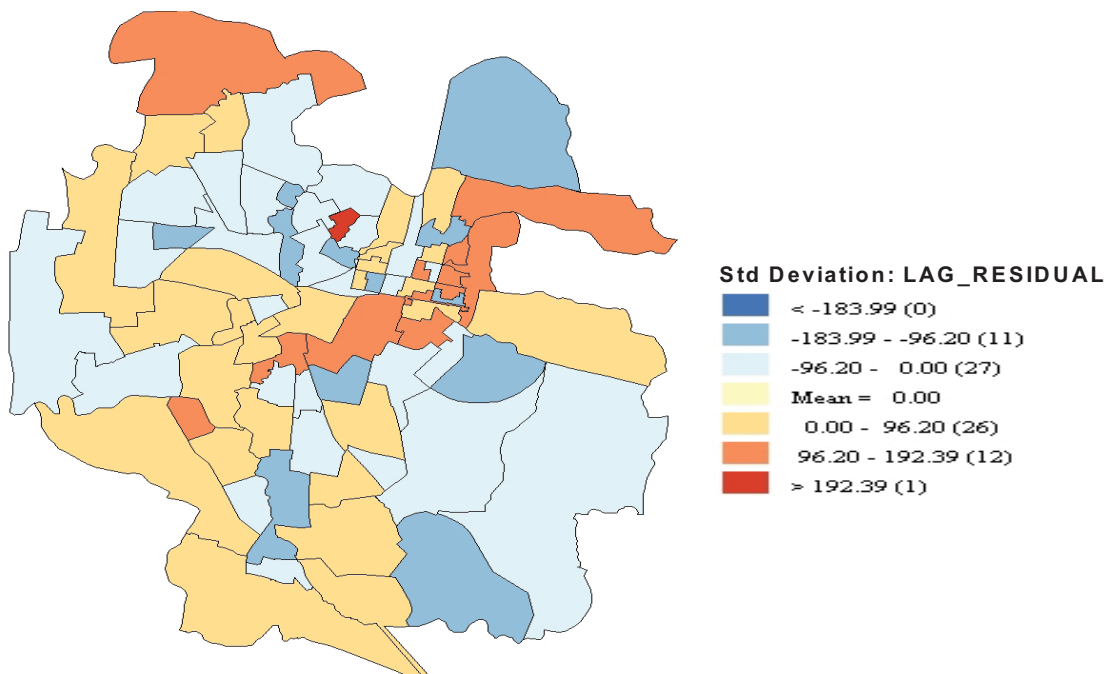 Std Deviation: LAG_RESIDUAL
< -183.99 (0)
-183.99 - -96.20 (11)
-96.20 - 0.00 (27)
Mean = 0.00
0.00 - 96.20 (26)
96.20 - 192.39 (12)
> 192.39 (1)